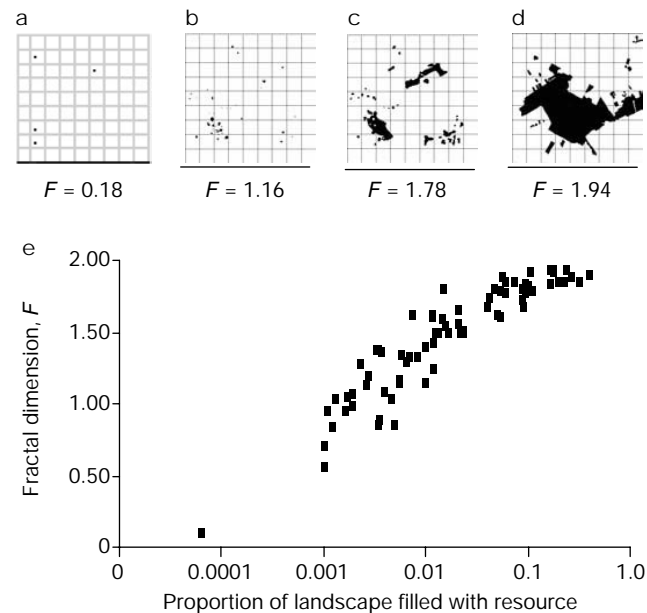 a b c d
F = 0.18 F = 1.16 F = 1.78 F = 1.94
e
2.00
1.50
1.00
0.50
0
Fractal dimension, F
0 0.0001 0.001 0.01 0.1 1.0
Proportion of landscape filled with resource